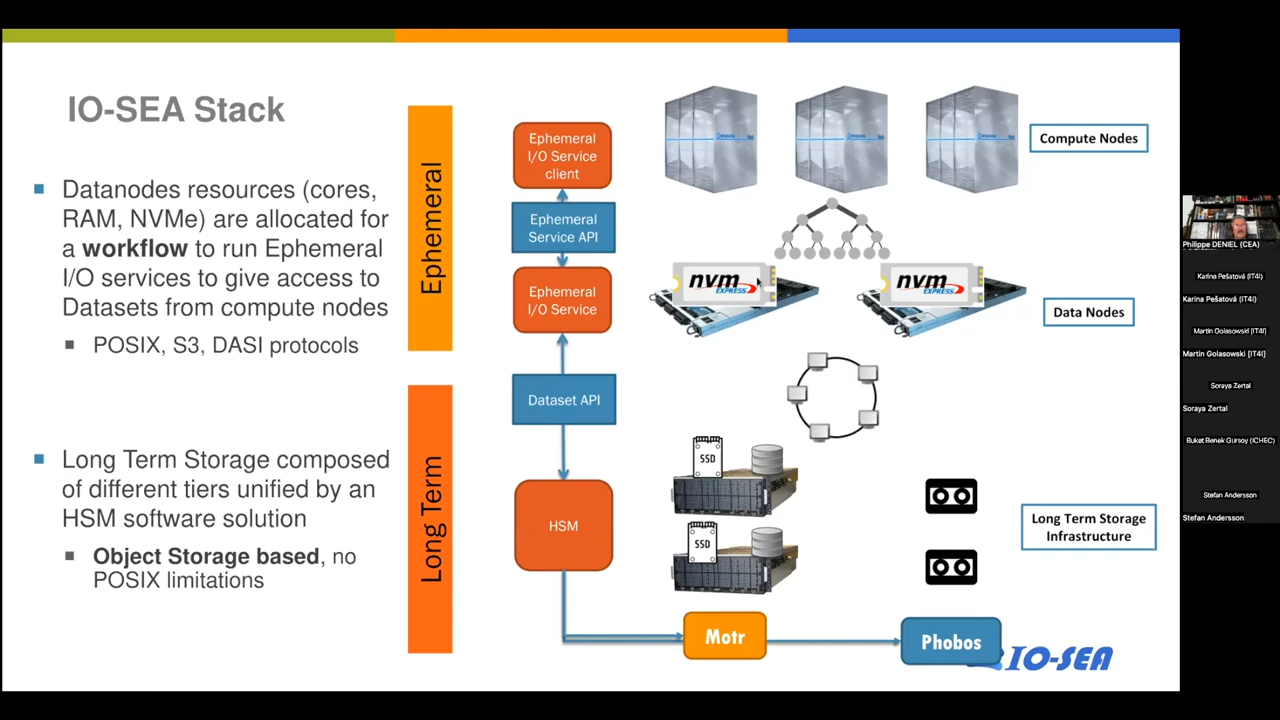 IO-SEA Stack
Datanodes resources (cores,
RAM, NVMe) are allocated for
a workflow to run Ephemeral
I/O services to give access to
Datasets from compute nodes
POSIX, S3, DASI protocols
Long Term Storage composed
of different tiers unified by an
HSM software solution
Object Storage based, no
POSIX limitations
Ephemeral
Long Term
Ephemeral
I/O Service
client
Ephemeral
Service API
Ephemeral
I/O Service
Dataset API
HSM
Compute Nodes
nvm
EXPRESS
nvm
EXPRESS
Data Nodes
SSD
SSD
Long Term Storage
Infrastructure
Motr
Phobos
IO-SEA
Philippe DENIEL (CEA)
Karina Pešatová (IT4I)
Karina Pešatová (IT4I)
Martin Golasowski [IT4I]
Martin Golasowski [IT4I]
Soraya Zertal
Soraya Zertal
Buket Benek Gursoy (ICHEC)
Stefan Andersson
Stefan Andersson